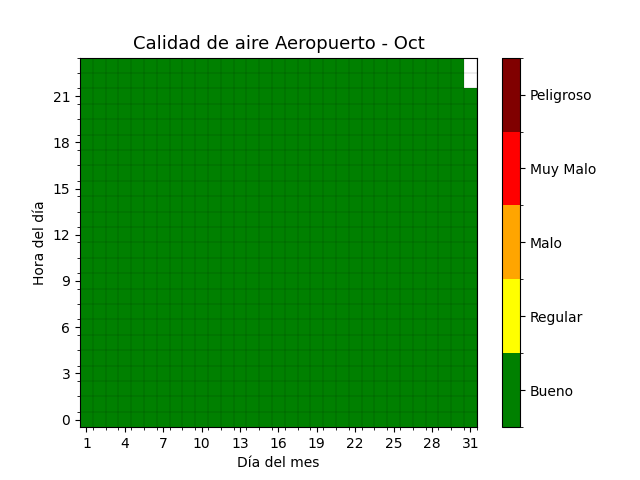 Calidad de aire Aeropuerto - Oct
Hora del día
21
18
15
12
9
6
3
0
1 4 7 10 13 16 19 22 25 28 31
Día del mes
Peligroso
Muy Malo
Malo
Regular
Bueno